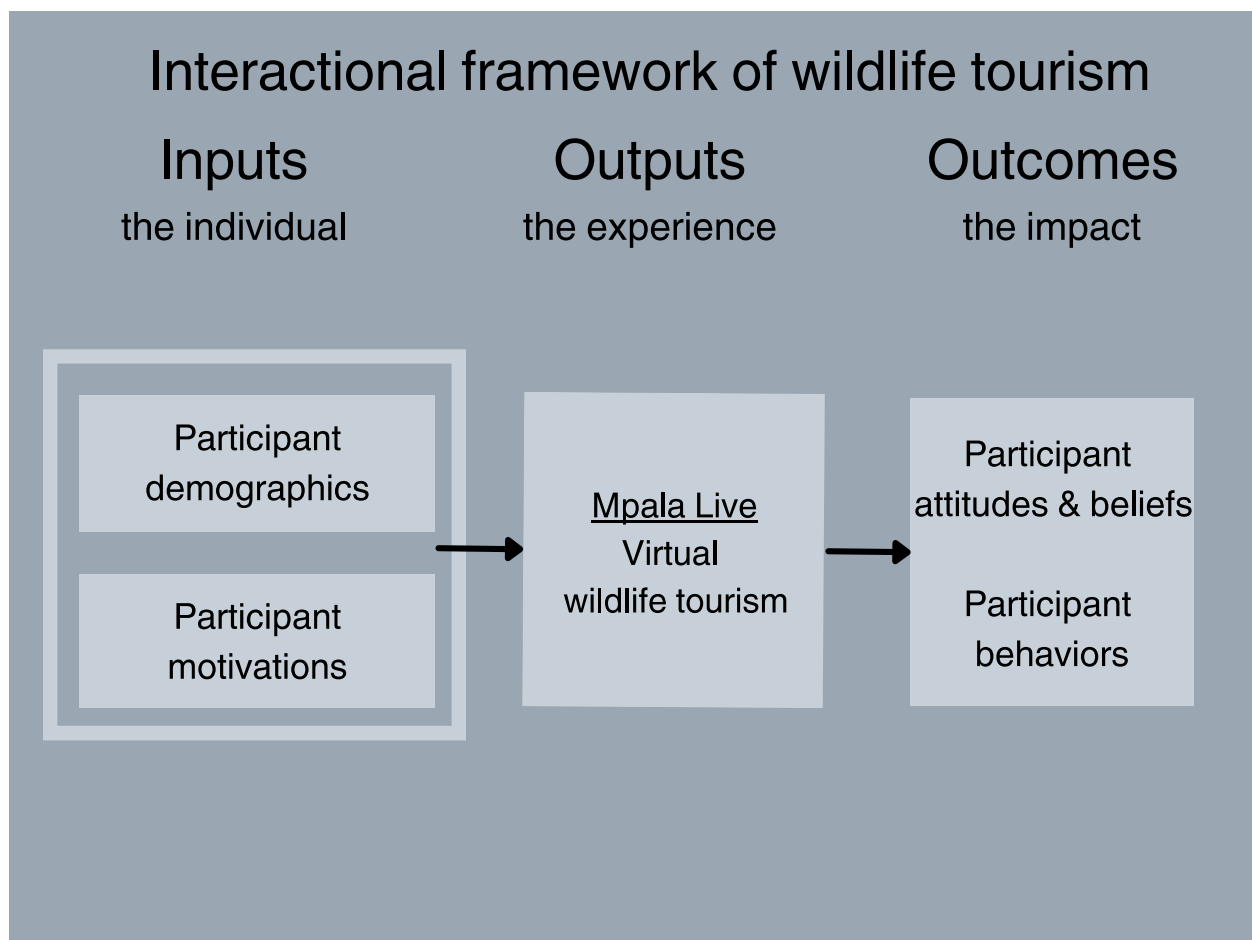 Interactional framework of wildlife tourism
Inputs
the individual
Outputs
the experience
Outcomes
the impact
Participant
demographics
Participant
motivations
Mpala Live
Virtual
wildlife tourism
Participant
attitudes & beliefs
Participant
behaviors